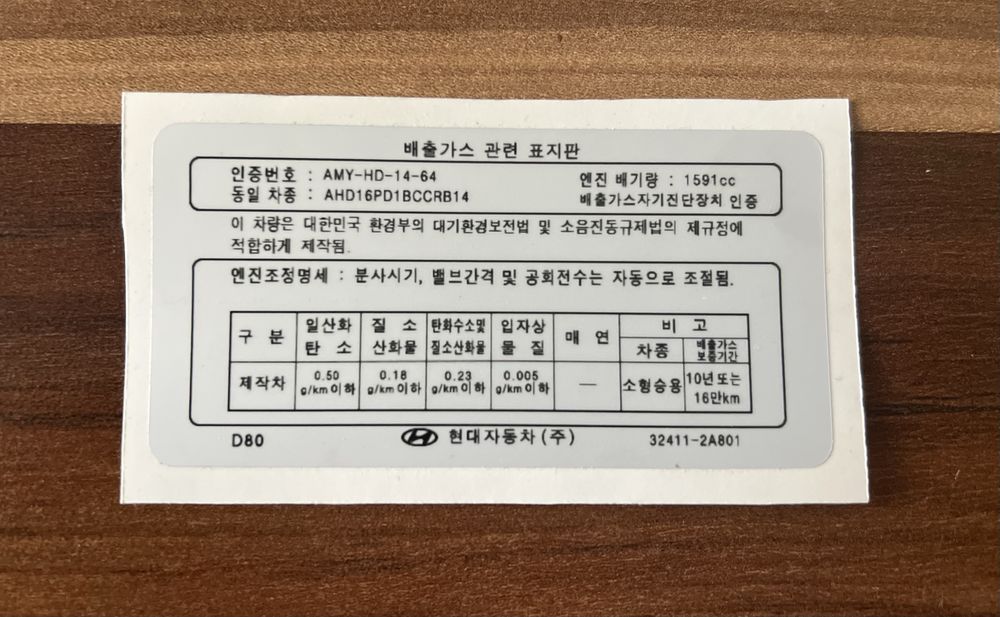 배출가스 관련 표지판
인증번호 : AMY-HD-14-64
엔진 배기량 : 1591cc
동일 차종 : AHD16PD1BCCRB14
배출가스자기진단장치 인증
이 차량은 대한민국 환경부의 대기환경보전법 및 소음진동규제법의 제규정에
적합하게 제작됨.
엔진조정명세 : 분사시기, 밸브간격 및 공회전수는 자동으로 조절됨.
구 분 일산화 탄 소 질 소 산화물 탄화수소및 질소산화물 입자상 물 질 매 연 비 고
차종 배출가스 보증기간
제작차 0.50 g/km이하 0.18 g/km이하 0.23 g/km이하 0.005 g/km이하 — 소형승용 10년 또는 16만km
D80 현대자동차(주) 32411-2A801